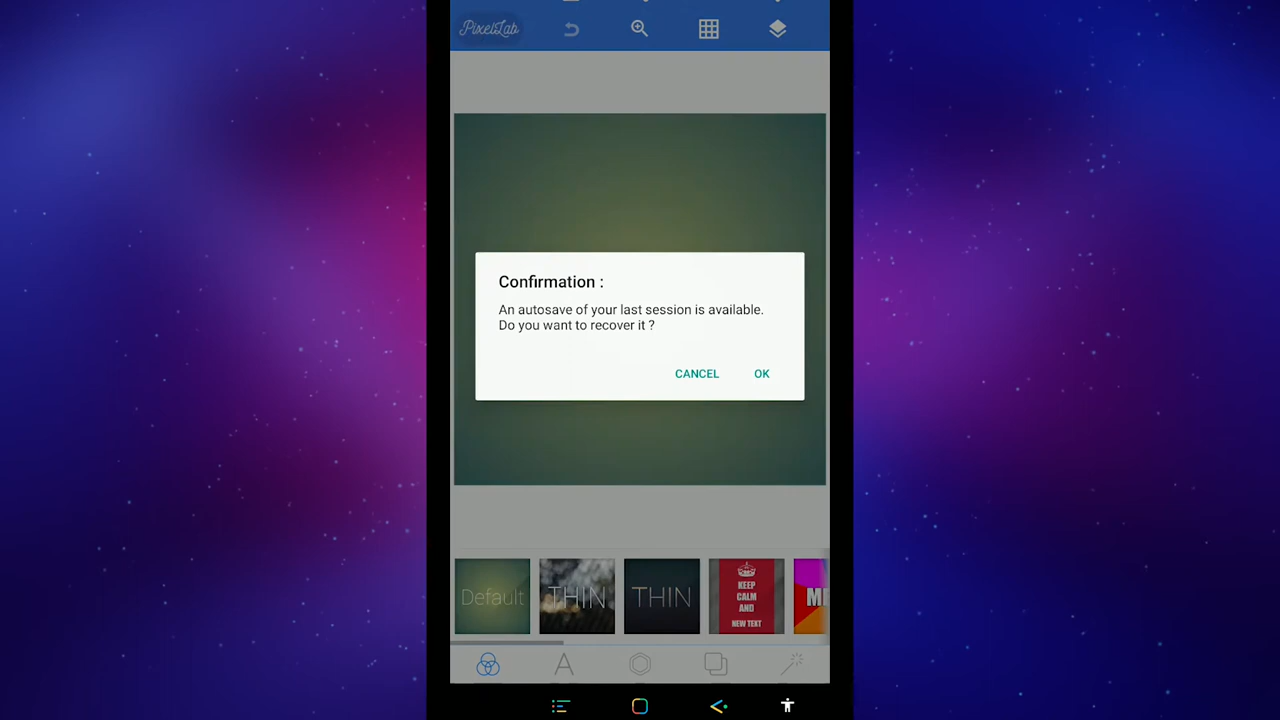 PixelLab
Confirmation :
An autosave of your last session is available.
Do you want to recover it ?
CANCEL OK
Default
THIN
THIN
KEEP
CALM
AND
NEW TEXT